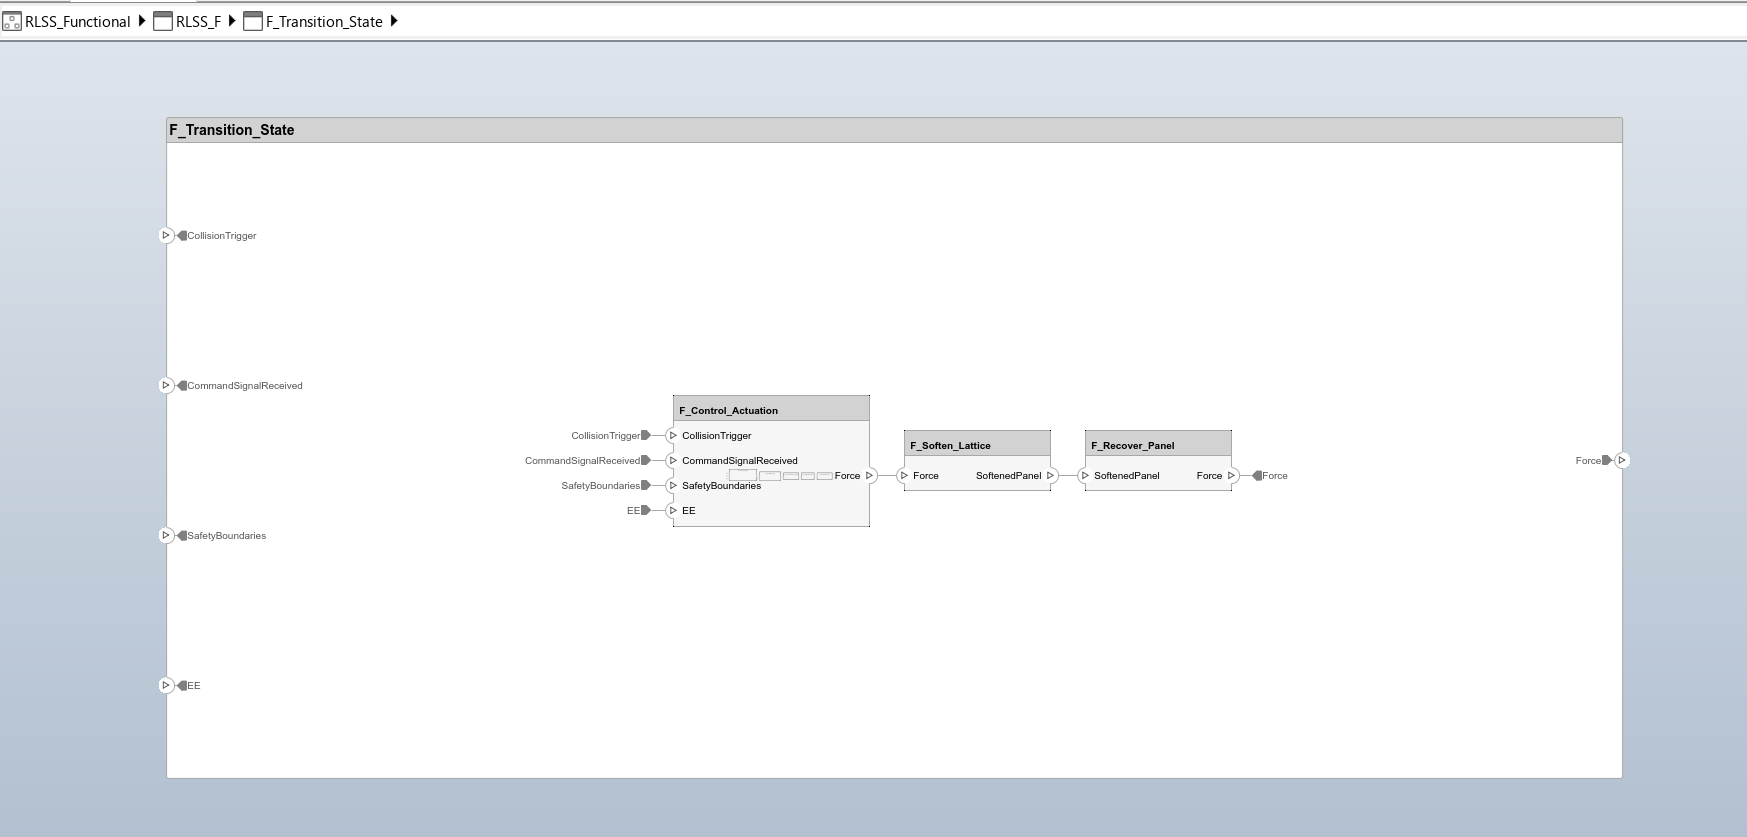 RLSS_Functional RLSS_F F_Transition_State
F_Transition_State
CollisionTrigger
CommandSignalReceived
SafetyBoundaries
EE
CollisionTrigger
CommandSignalReceived
SafetyBoundaries
EE
F_Control_Actuation
CollisionTrigger
CommandSignalReceived
Force
SafetyBoundaries
EE
F_Soften_Lattice
Force SoftenedPanel
F_Recover_Panel
SoftenedPanel Force
Force
Force